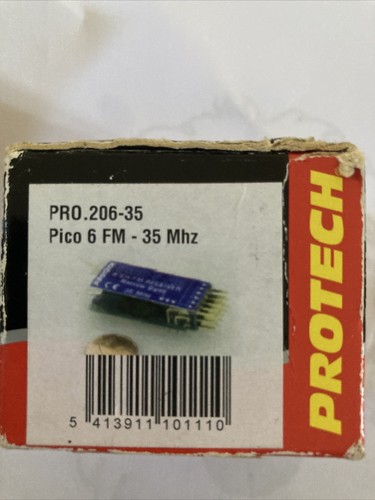 PRO.206-35
Pico 6 FM - 35 Mhz
PROTECH
5 413911 101110